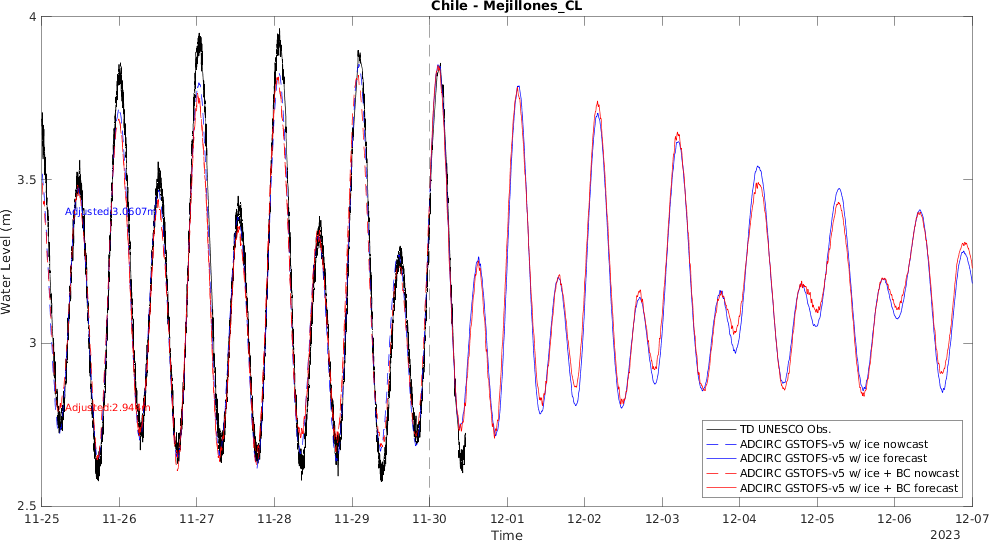 Chile - Mejillones_CL
4
3.5
3
2.5
Water Level (m)
Adjusted:3.0507m
TD UNESCO Obs.
ADCIRC GSTOFS-v5 w/ ice nowcast
ADCIRC GSTOFS-v5 w/ ice forecast
ADCIRC GSTOFS-v5 w/ ice + BC nowcast
ADCIRC GSTOFS-v5 w/ ice + BC forecast
11-25 11-26 11-27 11-28 11-29 11-30 12-01 12-02 12-03 12-04 12-05 12-06 12-07
Time
2023